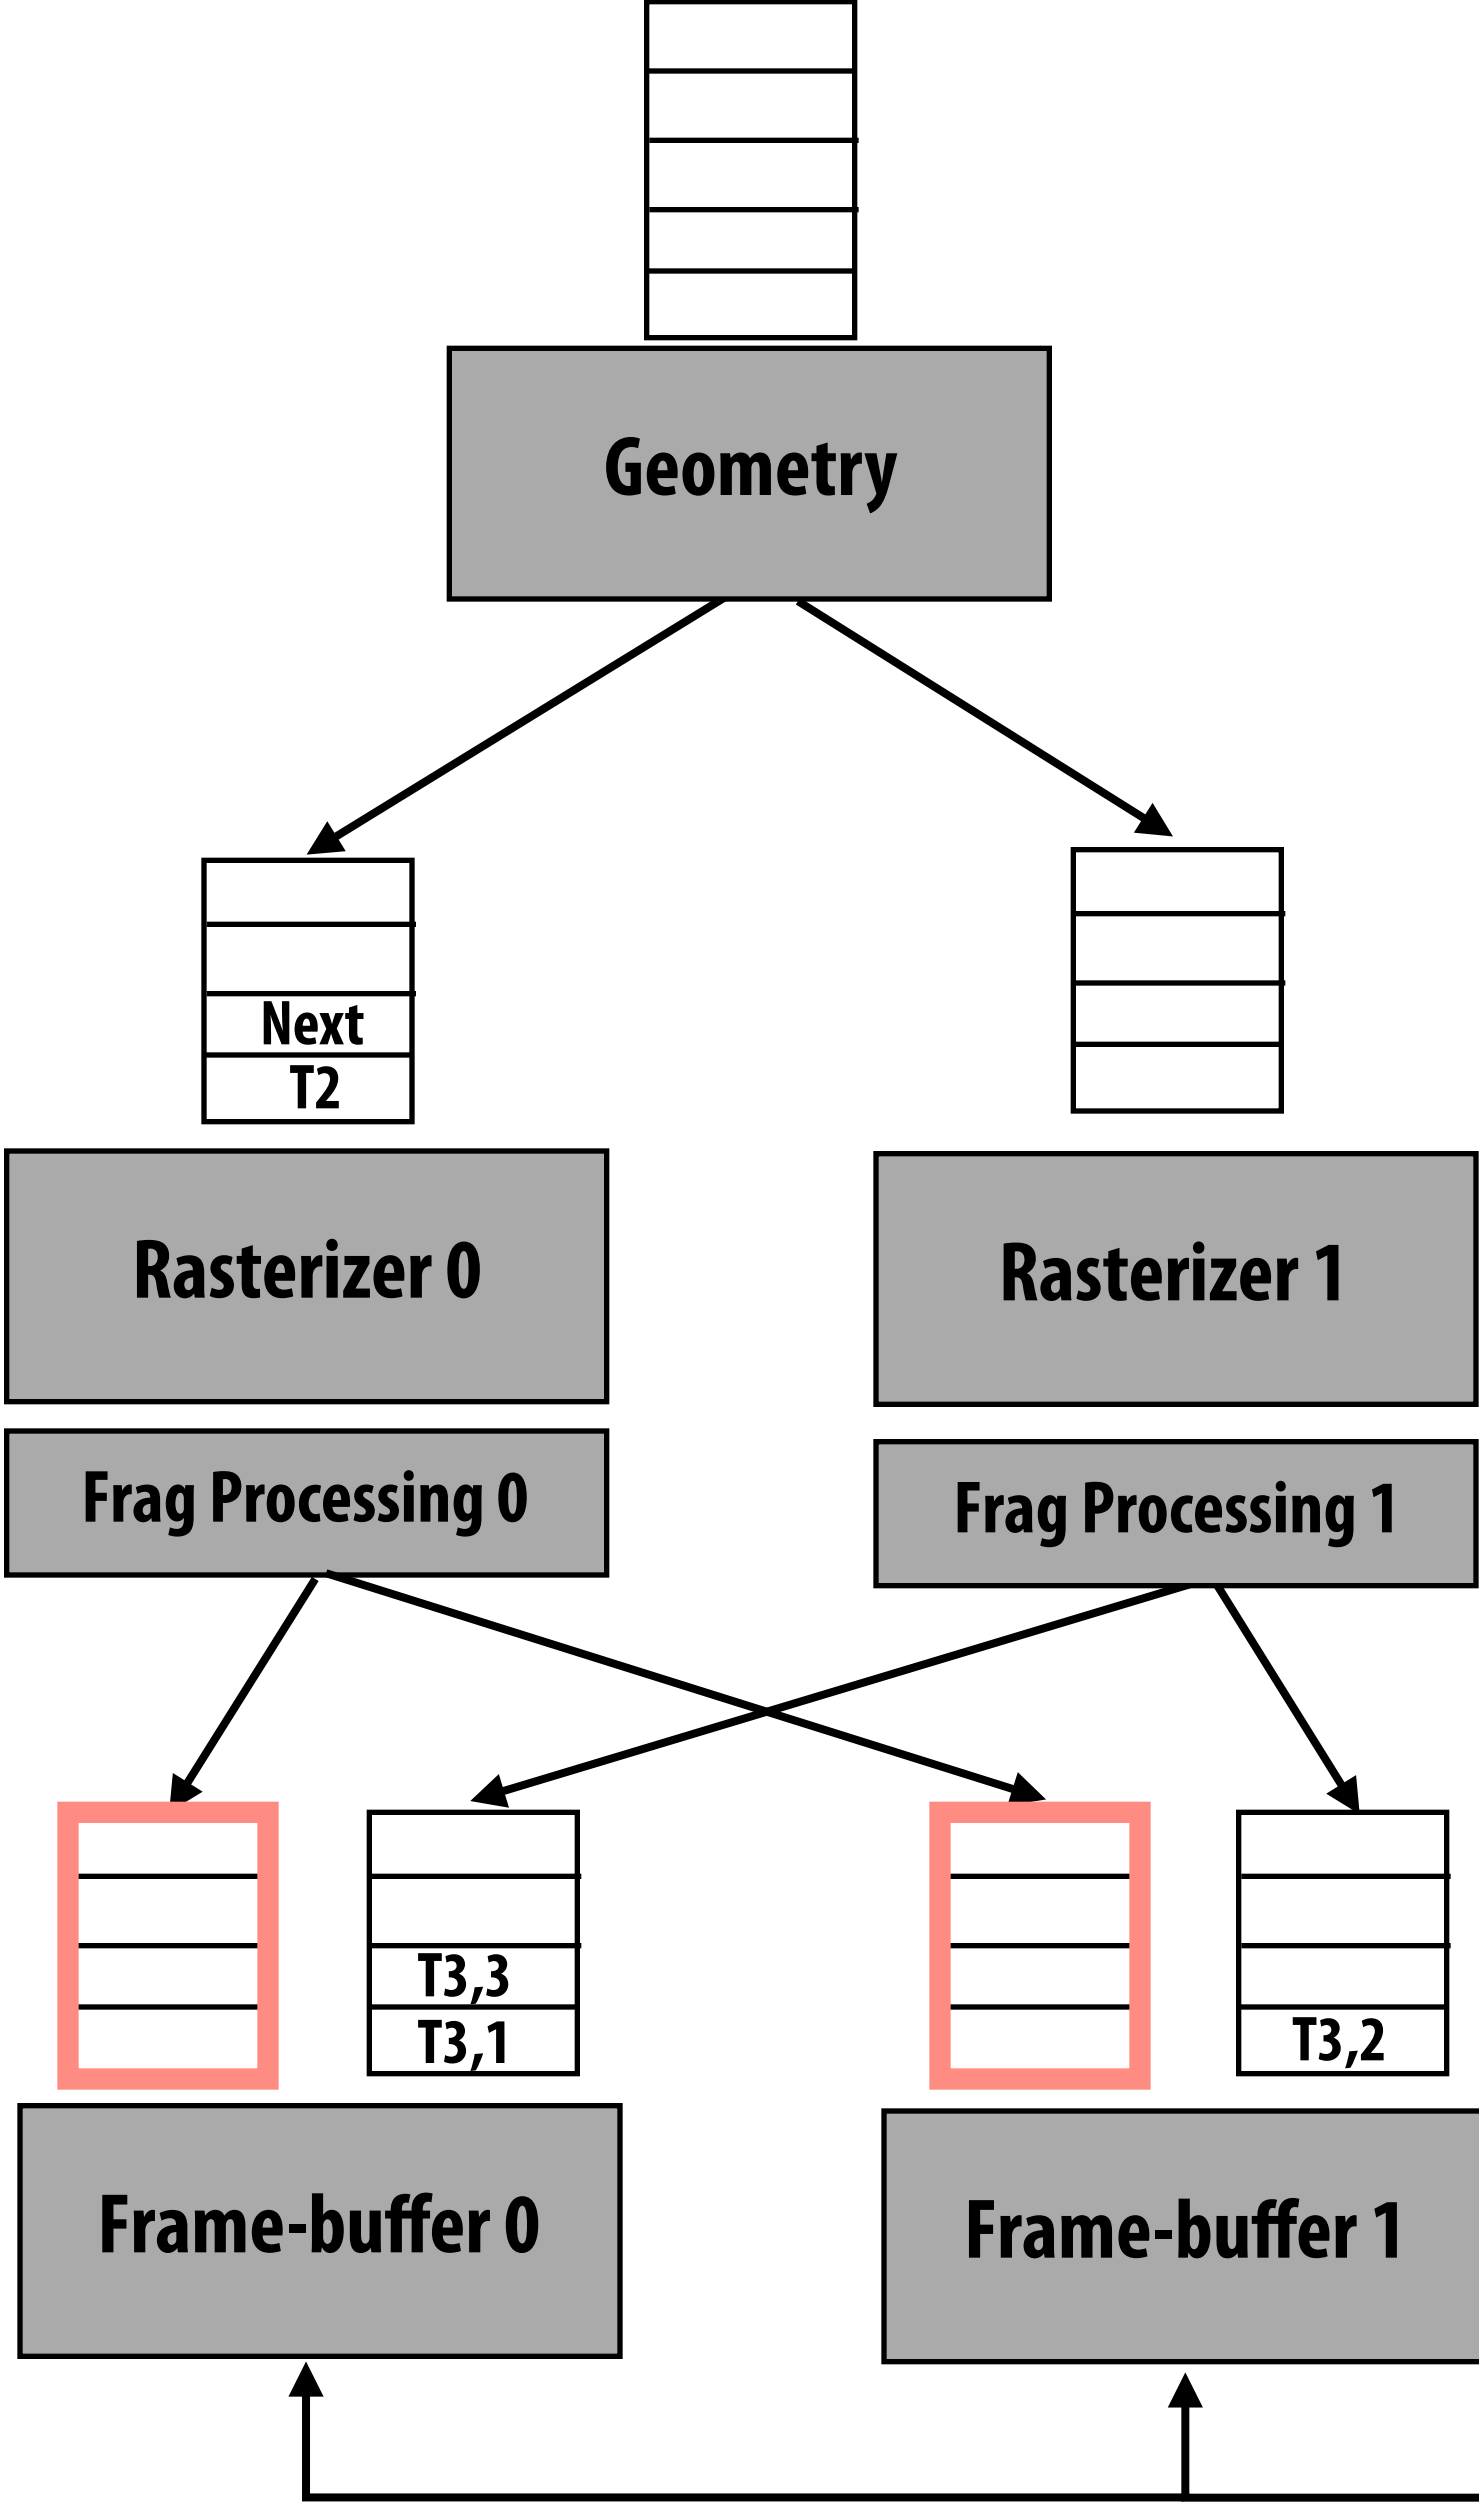 Geometry
Next
T2
Rasterizer 0
Rasterizer 1
Frag Processing 0
Frag Processing 1
T3,3
T3,1
T3,2
Frame-buffer 0
Frame-buffer 1